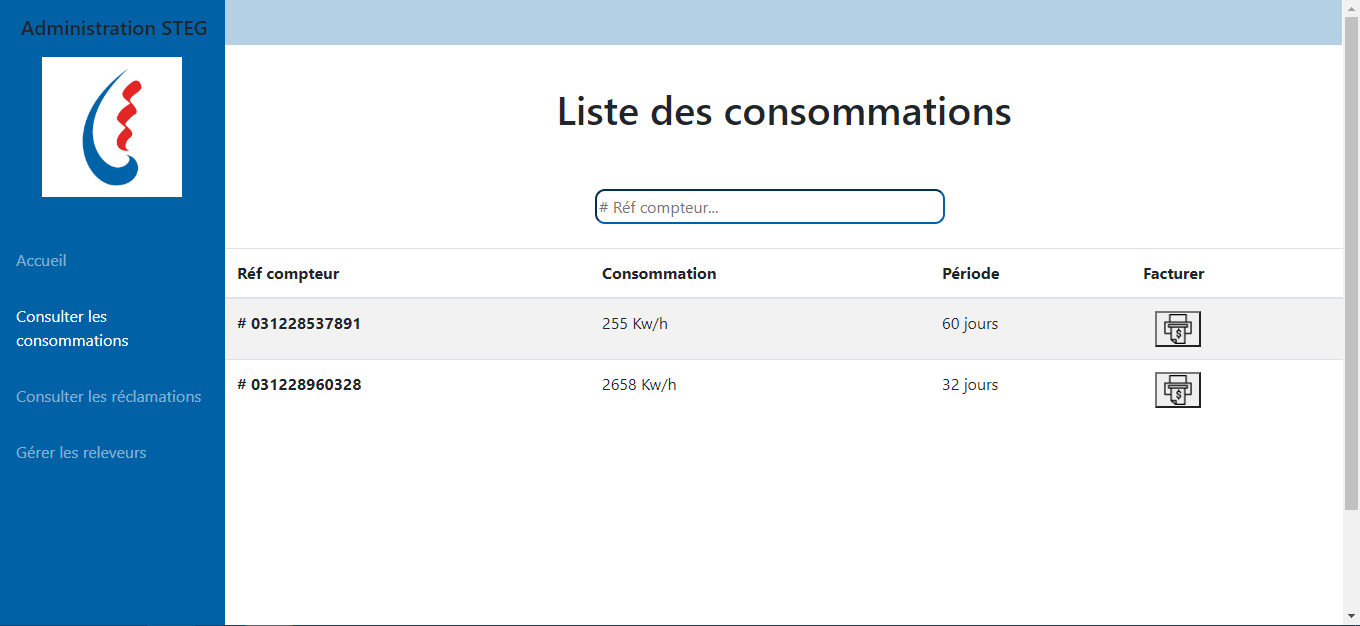 Administration STEG
Liste des consommations
# Réf compteur...
Accueil
Consulter les
consommations
Consulter les réclamations
Gérer les releveurs
Réf compteur Consommation Période Facturer
# 031228537891 255 Kw/h 60 jours $
# 031228960328 2658 Kw/h 32 jours $